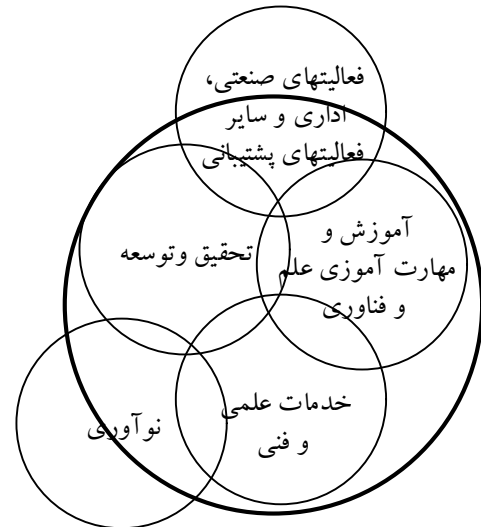 فعالیتهای صنعتی،
اداری و سایر
فعالیتهای پشتیبانی
آموزش و
مهارت آموزی علم
و فناوری
تحقیق وتوسعه
خدمات علمی
و فنی
نوآوری